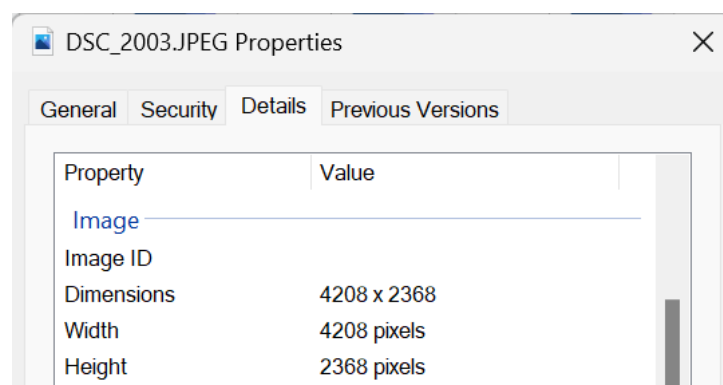 DSC_2003.JPEG Properties
General Security Details Previous Versions
Property Value
Image
Image ID
Dimensions 4208 x 2368
Width 4208 pixels
Height 2368 pixels